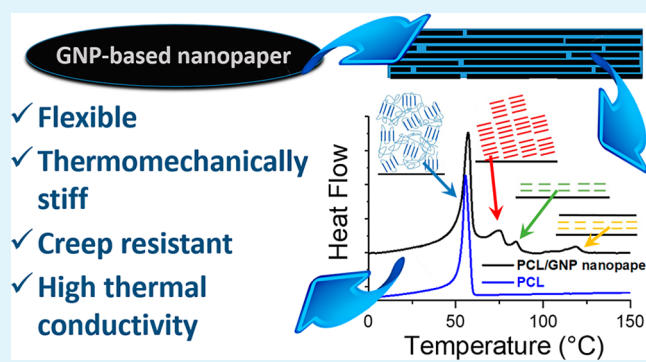 GNP-based nanopaper
✓ Flexible
✓ Thermomechanically
stiff
✓ Creep resistant
✓ High thermal
conductivity
Heat Flow
PCL/GNP nanopape
PCL
0 50 100 150
Temperature (°C)